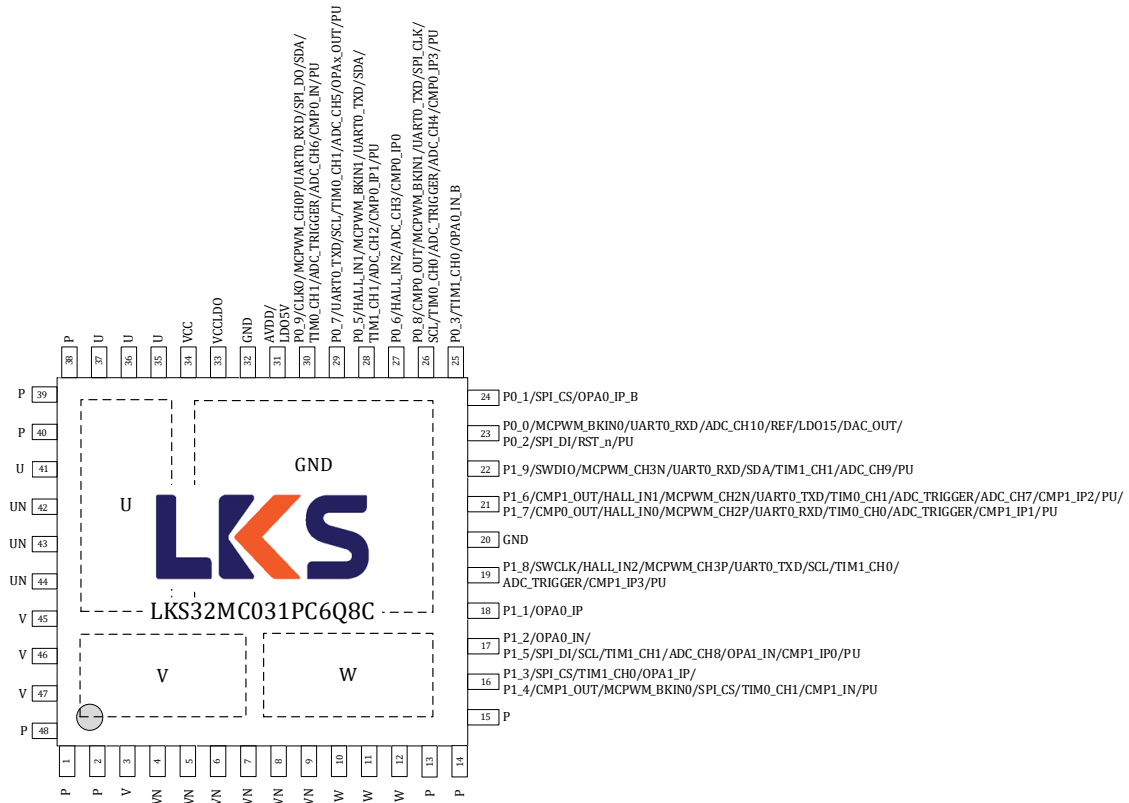 P0_9/CLKO/MCPWM_CH0P/UART0_RXD/SPI_DO/SDA/
TIM0_CH1/ADC_TRIGGER/ADC_CH6/CMP0_IN/PU
P0_7/UART0_TXD/SCL/TIM0_CH1/ADC_CH5/OPAx_OUT/PU
P0_5/HALL_IN1/MCPWM_BKIN1/UART0_TXD/SDA/
TIM1_CH1/ADC_CH2/CMP0_IP1/PU
P0_6/HALL_IN2/ADC_CH3/CMP0_IP0
P0_8/CMP0_OUT/MCPWM_BKIN1/UART0_TXD/SPI_CLK/
SCL/TIM0_CH0/ADC_TRIGGER/ADC_CH4/CMP0_IP3/PU
P0_3/TIM1_CH0/OPA0_IN_B
P
U
U
U
VCC
VCCLDO
GND
AVDD/
LDO5V
38
37
36
35
34
33
32
31
30
29
28
27
26
25
P 39
P 40
U 41
UN 42
UN 43
UN 44
V 45
V 46
V 47
P 48
U
GND
LKS
LKS32MC031PC6Q8C
V
W
24 P0_1/SPI_CS/OPA0_IP_B
23 P0_0/MCPWM_BKIN0/UART0_RXD/ADC_CH10/REF/LDO15/DAC_OUT/
P0_2/SPI_DI/RST_n/PU
22 P1_9/SWDIO/MCPWM_CH3N/UART0_RXD/SDA/TIM1_CH1/ADC_CH9/PU
21 P1_6/CMP1_OUT/HALL_IN1/MCPWM_CH2N/UART0_TXD/TIM0_CH1/ADC_TRIGGER/ADC_CH7/CMP1_IP2/PU/
P1_7/CMP0_OUT/HALL_IN0/MCPWM_CH2P/UART0_RXD/TIM0_CH0/ADC_TRIGGER/CMP1_IP1/PU
20 GND
19 P1_8/SWCLK/HALL_IN2/MCPWM_CH3P/UART0_TXD/SCL/TIM1_CH0/
ADC_TRIGGER/CMP1_IP3/PU
18 P1_1/OPA0_IP
17 P1_2/OPA0_IN/
P1_5/SPI_DI/SCL/TIM1_CH1/ADC_CH8/OPA1_IN/CMP1_IP0/PU
16 P1_3/SPI_CS/TIM1_CH0/OPA1_IP/
P1_4/CMP1_OUT/MCPWM_BKIN0/SPI_CS/TIM0_CH1/CMP1_IN/PU
15 P
1
2
3
4
5
6
7
8
9
10
11
12
13
14
P
P
V
VN
VN
VN
VN
WN
WN
W
W
W
P
P